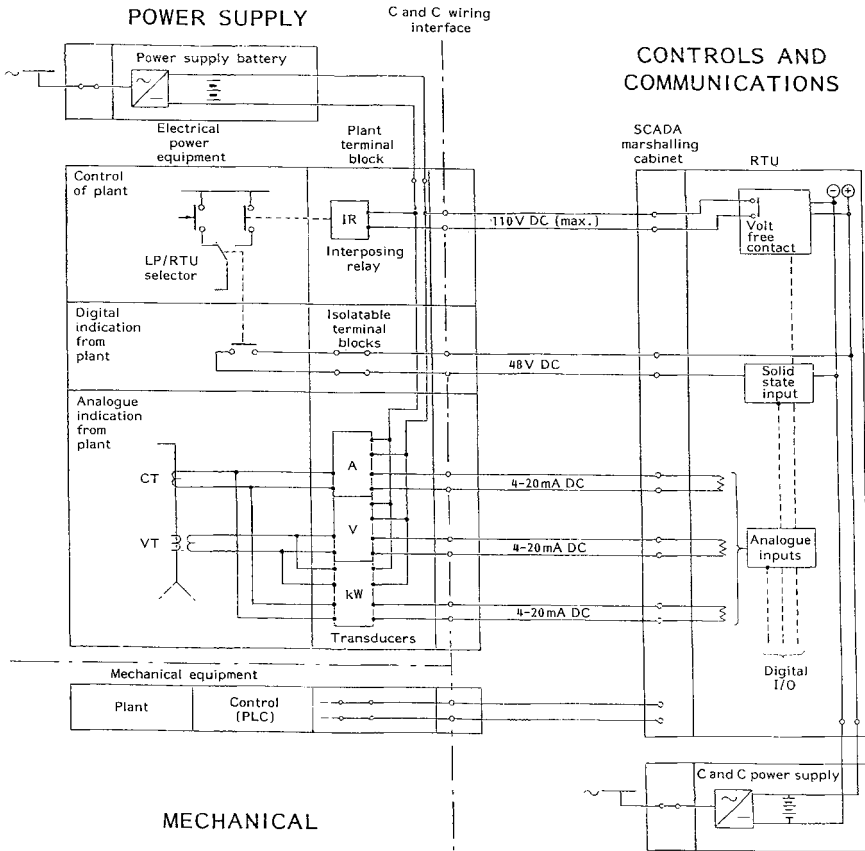 POWER SUPPLY
C and C wiring
interface
CONTROLS AND
COMMUNICATIONS
Power supply battery
Electrical
power
equipment
Plant
terminal
block
SCADA
marshalling
cabinet
RTU
Control
of plant
IR
Interposing
relay
LP/RTU
selector
110V DC (max.)
Volt
free
contact
Digital
indication
from
plant
Isolatable
terminal
blocks
48V DC
Solid
state
input
Analogue
indication
from
plant
CT
VT
A
V
kW
Transducers
4-20mA DC
4-20mA DC
4-20mA DC
Analogue
inputs
Digital
I/O
Mechanical equipment
Plant
Control
(PLC)
MECHANICAL
C and C power supply